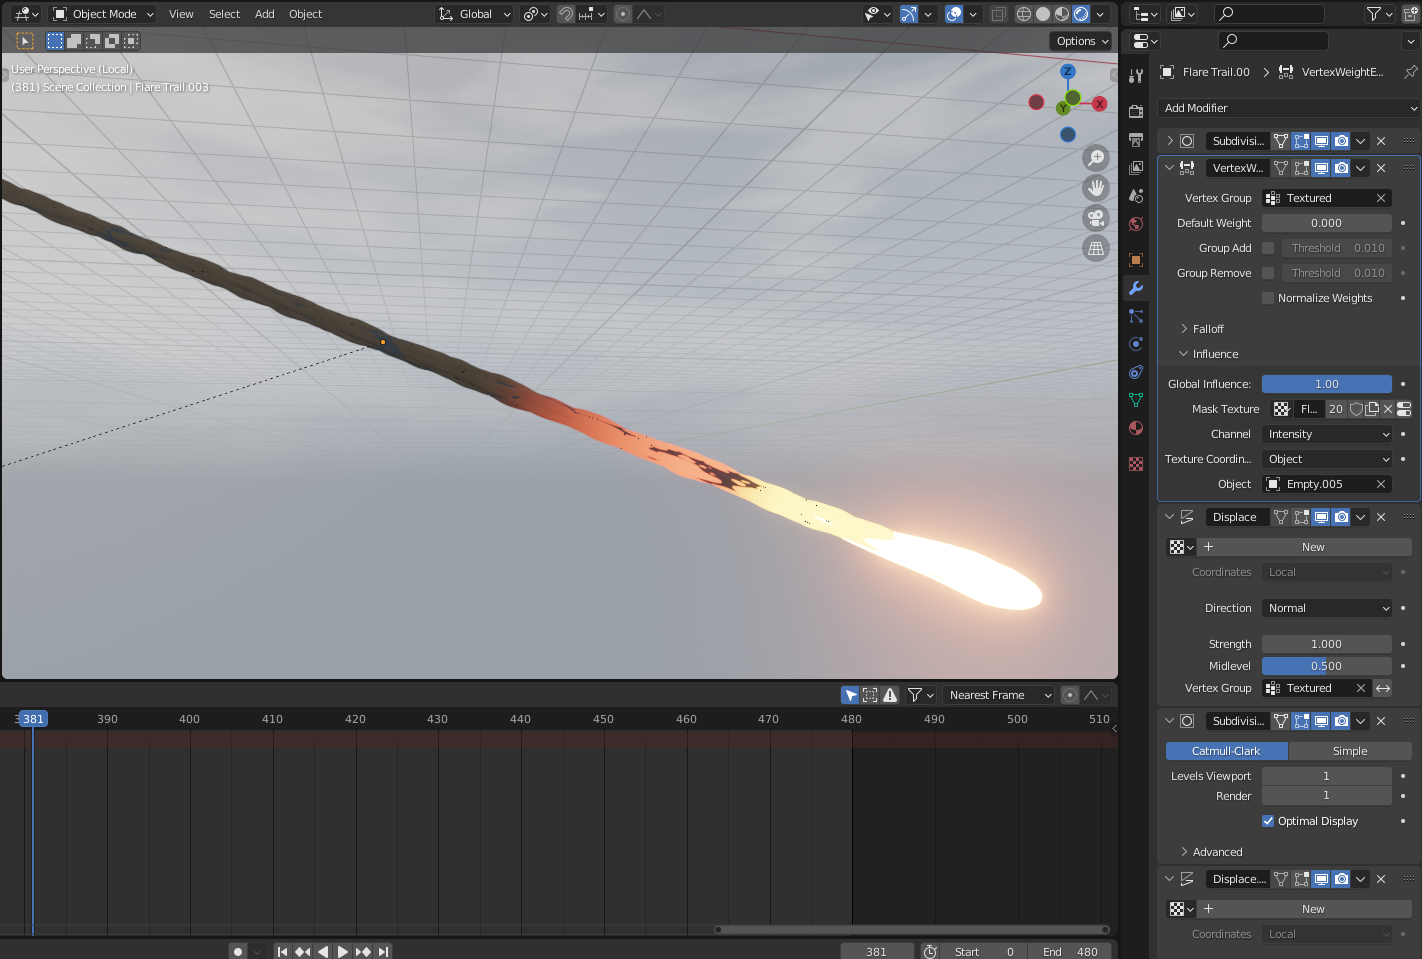 Object Mode
View
Select
Add
Object
Global
Options
User Perspective (Local)
(381) Scene Collection | Flare Trail.003
Z
X
Y
Flare Trail.00
VertexWeightE...
Add Modifier
Subdivisi...
VertexW...
Vertex Group
Textured
Default Weight
0.000
Group Add
Threshold
0.010
Group Remove
Threshold
0.010
Normalize Weights
Falloff
Influence
Global Influence:
1.00
Mask Texture
Fl...
20
Channel
Intensity
Texture Coordin...
Object
Object
Empty.005
Displace
New
Coordinates
Local
Direction
Normal
Strength
1.000
Midlevel
0.500
Vertex Group
Textured
Subdivisi...
Catmull-Clark
Simple
Levels Viewport
1
Render
1
Optimal Display
Advanced
Displace....
New
Coordinates
Local
Nearest Frame
381
390
400
410
420
430
440
450
460
470
480
490
500
510
381
Start
0
End
480